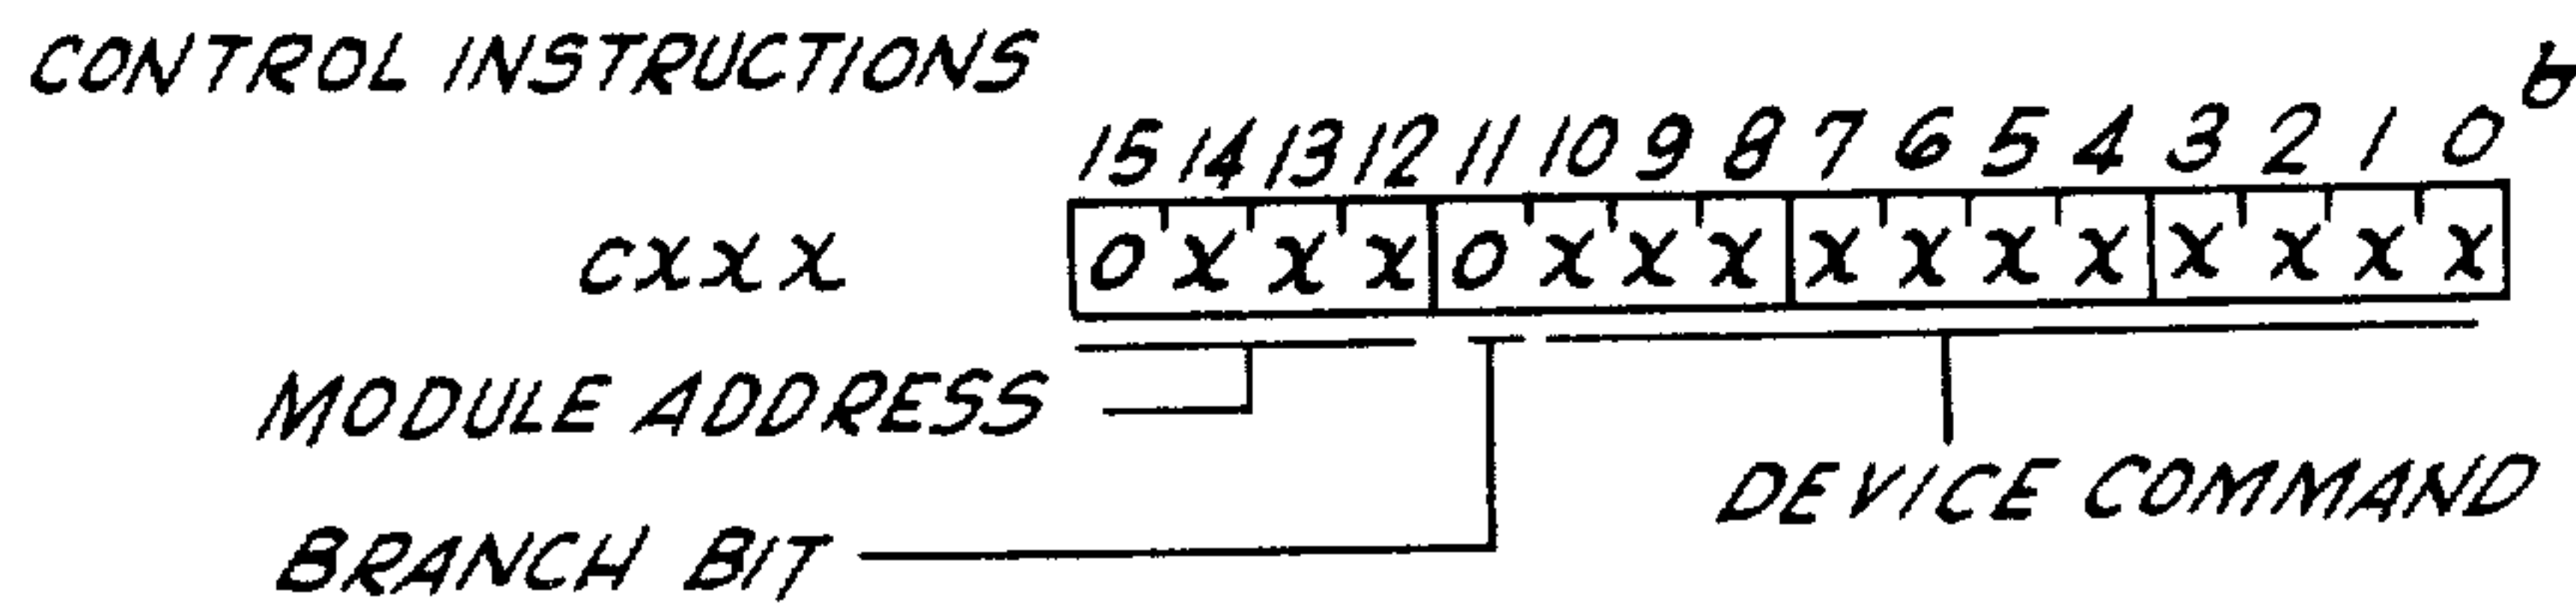 CONTROL INSTRUCTIONS
15 14 13 12 11 10 9 8 7 6 5 4 3 2 1 0 b
CXXX 0 X X X 0 X X X X X X X X X X X
MODULE ADDRESS
DEVICE COMMAND
BRANCH BIT